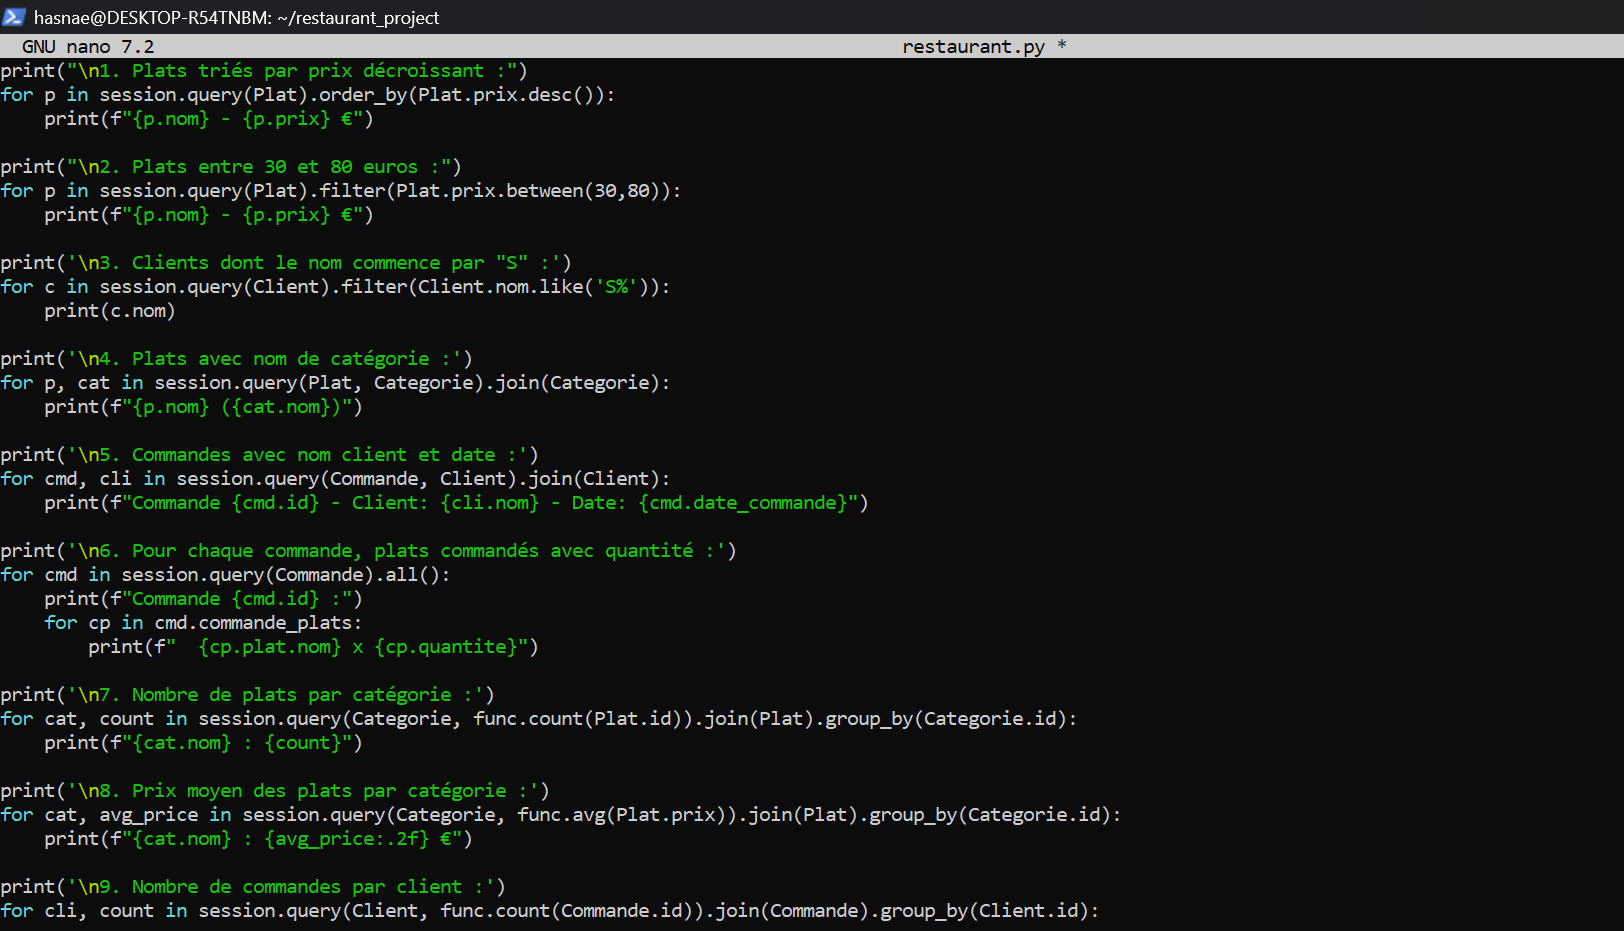 hasnae@DESKTOP-R54TNBM: ~/restaurant_project
GNU nano 7.2 restaurant.py *
print("\n1. Plats triés par prix décroissant :")
for p in session.query(Plat).order_by(Plat.prix.desc()):
    print(f"{p.nom} - {p.prix} €")

print("\n2. Plats entre 30 et 80 euros :")
for p in session.query(Plat).filter(Plat.prix.between(30,80)):
    print(f"{p.nom} - {p.prix} €")

print('\n3. Clients dont le nom commence par "S" :')
for c in session.query(Client).filter(Client.nom.like('S%')):
    print(c.nom)

print('\n4. Plats avec nom de catégorie :')
for p, cat in session.query(Plat, Categorie).join(Categorie):
    print(f"{p.nom} ({cat.nom})")

print('\n5. Commandes avec nom client et date :')
for cmd, cli in session.query(Commande, Client).join(Client):
    print(f"Commande {cmd.id} - Client: {cli.nom} - Date: {cmd.date_commande}")

print('\n6. Pour chaque commande, plats commandés avec quantité :')
for cmd in session.query(Commande).all():
    print(f"Commande {cmd.id} :")
    for cp in cmd.commande_plats:
        print(f"  {cp.plat.nom} x {cp.quantite}")

print('\n7. Nombre de plats par catégorie :')
for cat, count in session.query(Categorie, func.count(Plat.id)).join(Plat).group_by(Categorie.id):
    print(f"{cat.nom} : {count}")

print('\n8. Prix moyen des plats par catégorie :')
for cat, avg_price in session.query(Categorie, func.avg(Plat.prix)).join(Plat).group_by(Categorie.id):
    print(f"{cat.nom} : {avg_price:.2f} €")

print('\n9. Nombre de commandes par client :')
for cli, count in session.query(Client, func.count(Commande.id)).join(Commande).group_by(Client.id):